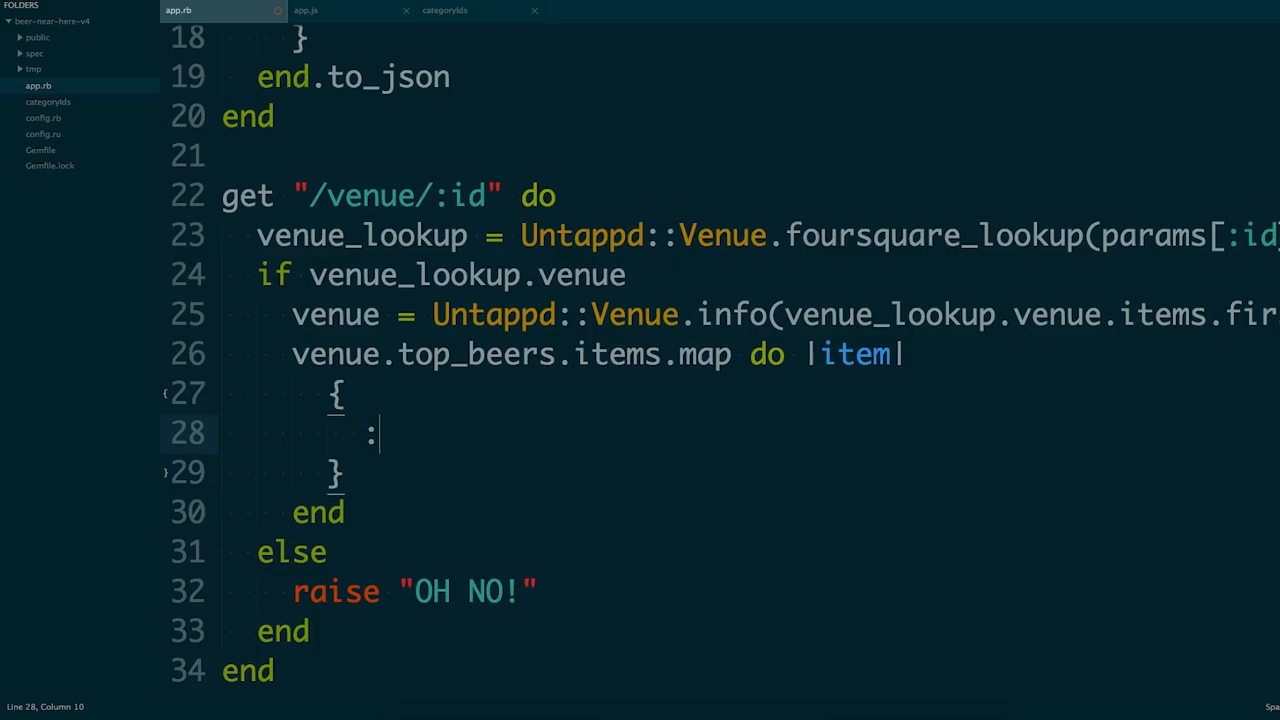 FOLDERS
beer-near-here-v4
public
spec
tmp
app.rb
categoryIds
config.rb
config.ru
Gemfile
Gemfile.lock
app.rb
app.js
categoryIds
18 }
19 end.to_json
20 end
21
22 get "/venue/:id" do
23 venue_lookup = Untappd::Venue.foursquare_lookup(params[:id]
24 if venue_lookup.venue
25 venue = Untappd::Venue.info(venue_lookup.venue.items.fir
26 venue.top_beers.items.map do |item|
27 {
28 :
29 }
30 end
31 else
32 raise "OH NO!"
33 end
34 end
Line 28, Column 10
Spa